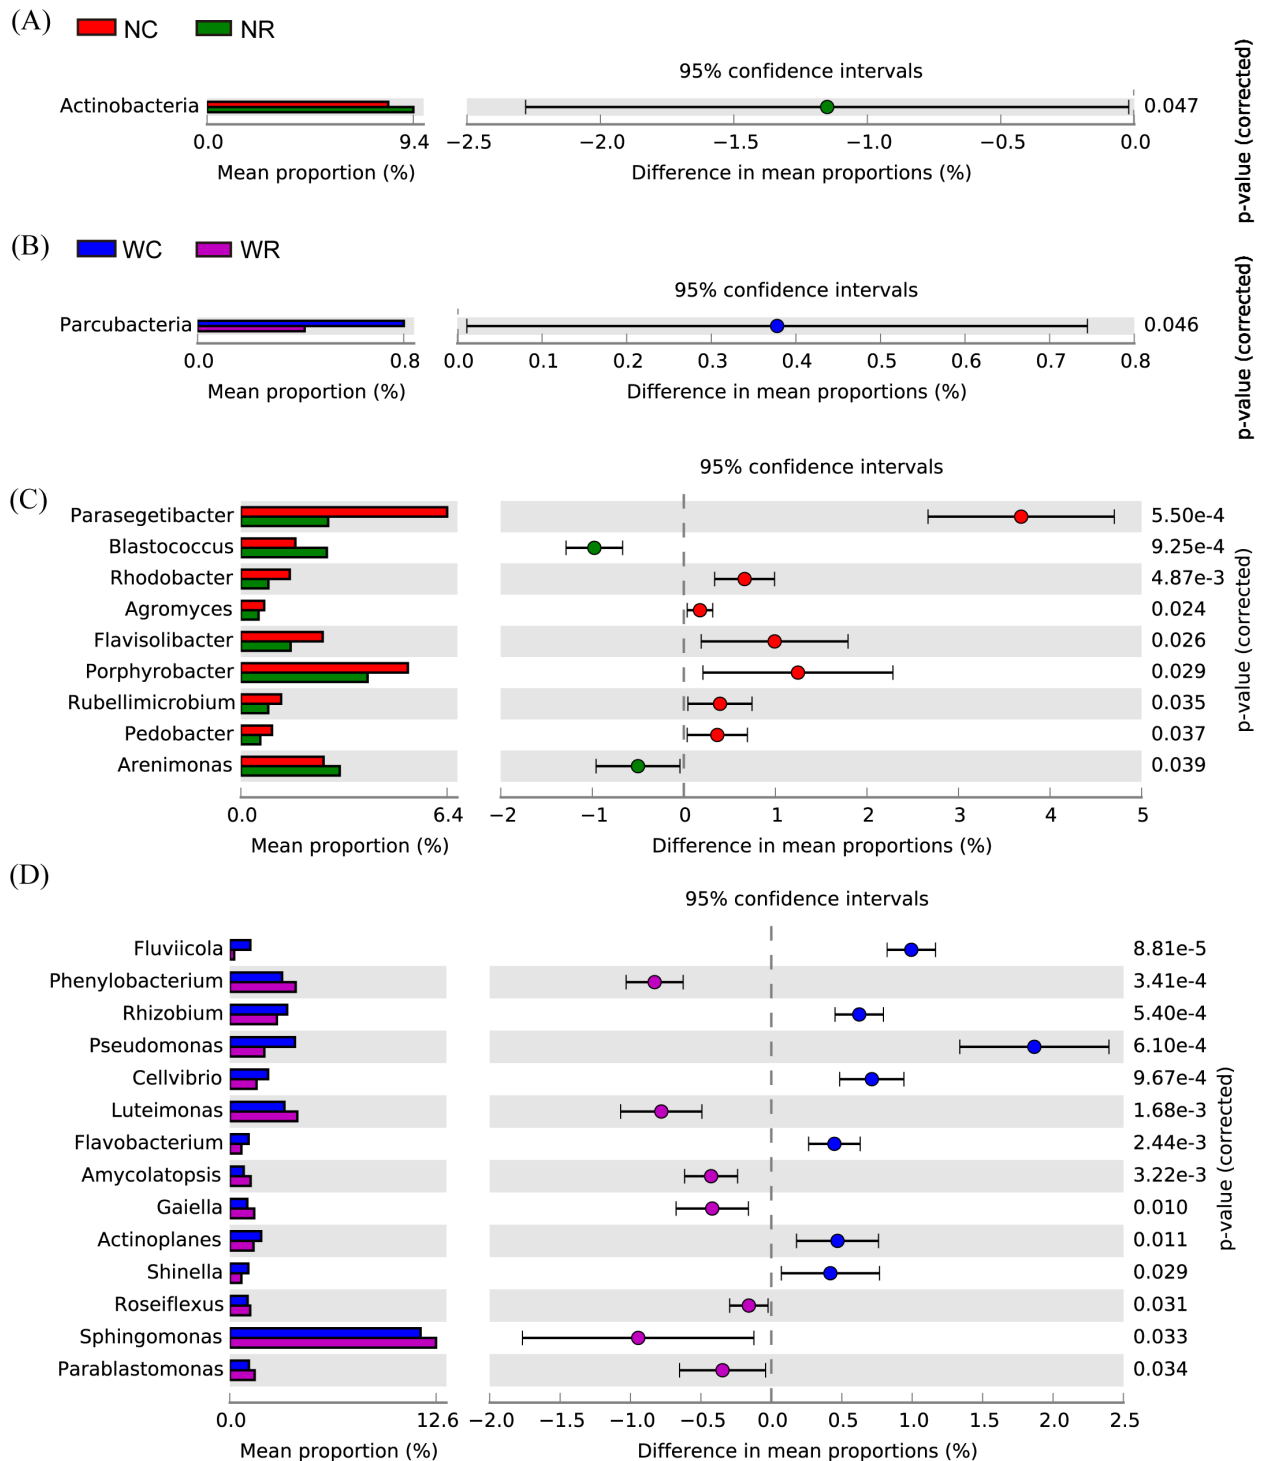 (A) NC NR
95% confidence intervals
Actinobacteria 0.047
0.0 9.4 −2.5 −2.0 −1.5 −1.0 −0.5 0.0
Mean proportion (%) Difference in mean proportions (%)
p-value (corrected)
(B) WC WR
95% confidence intervals
Parcubacteria 0.046
0.0 0.8 0.0 0.1 0.2 0.3 0.4 0.5 0.6 0.7 0.8
Mean proportion (%) Difference in mean proportions (%)
p-value (corrected)
95% confidence intervals
(C)
Parasegetibacter 5.50e-4
Blastococcus 9.25e-4
Rhodobacter 4.87e-3
Agromyces 0.024
Flavisolibacter 0.026
Porphyrobacter 0.029
Rubellimicrobium 0.035
Pedobacter 0.037
Arenimonas 0.039
p-value (corrected)
0.0 6.4 −2 −1 0 1 2 3 4 5
Mean proportion (%) Difference in mean proportions (%)
(D)
95% confidence intervals
Fluviicola 8.81e-5
Phenylobacterium 3.41e-4
Rhizobium 5.40e-4
Pseudomonas 6.10e-4
Cellvibrio 9.67e-4
Luteimonas 1.68e-3
Flavobacterium 2.44e-3
Amycolatopsis 3.22e-3
Gaiella 0.010
Actinoplanes 0.011
Shinella 0.029
Roseiflexus 0.031
Sphingomonas 0.033
Parablastomonas 0.034
p-value (corrected)
0.0 12.6 −2.0 −1.5 −1.0 −0.5 0.0 0.5 1.0 1.5 2.0 2.5
Mean proportion (%) Difference in mean proportions (%)